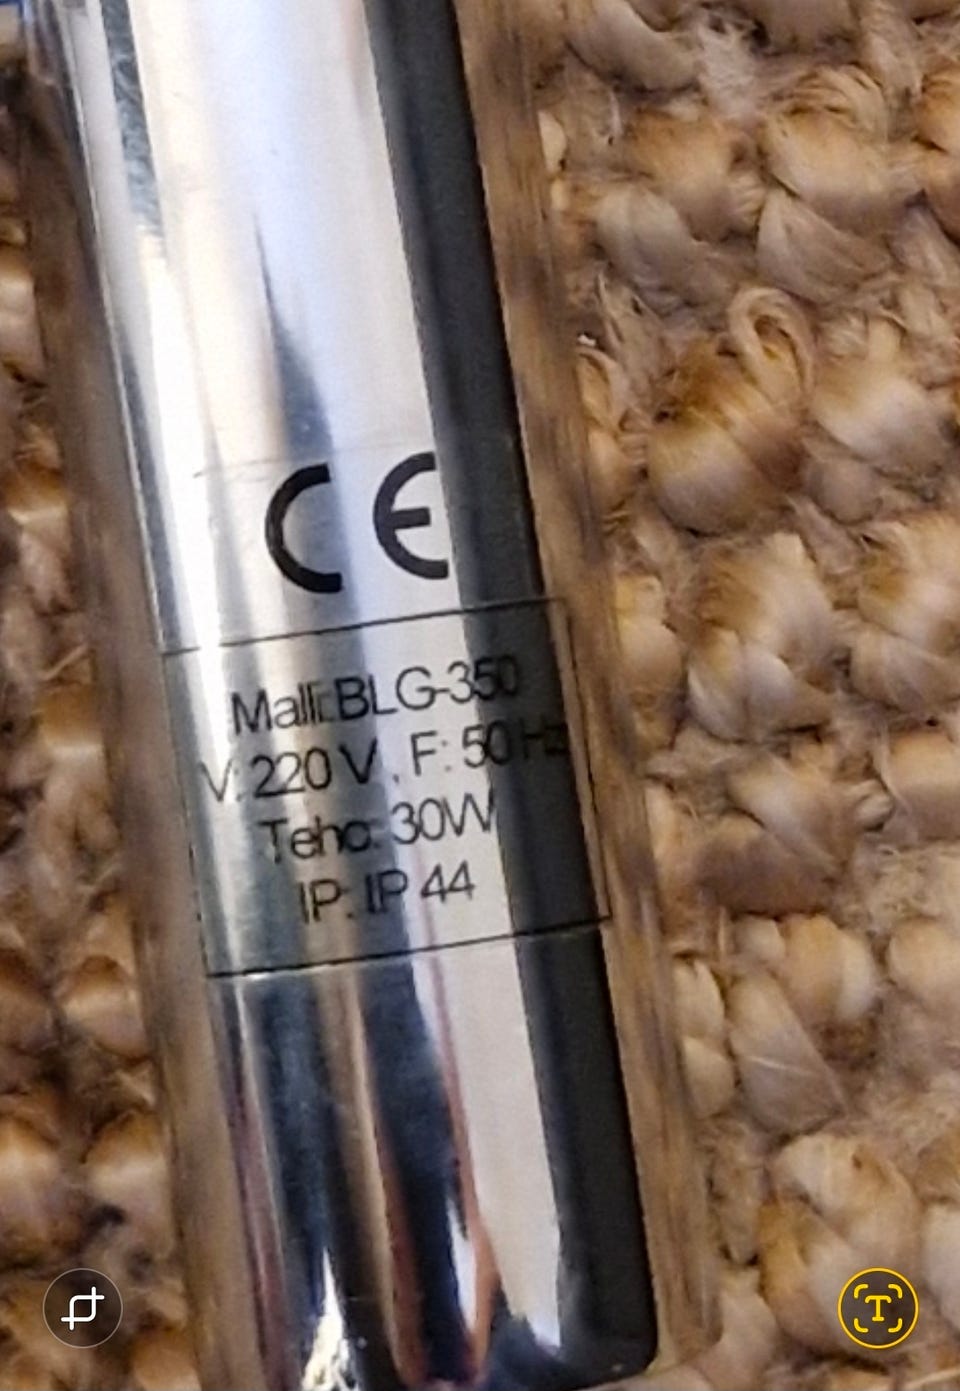 CE
Malli: BLG-350
V: 220 V , F: 50 Hz
Teho: 30W
IP: IP 44